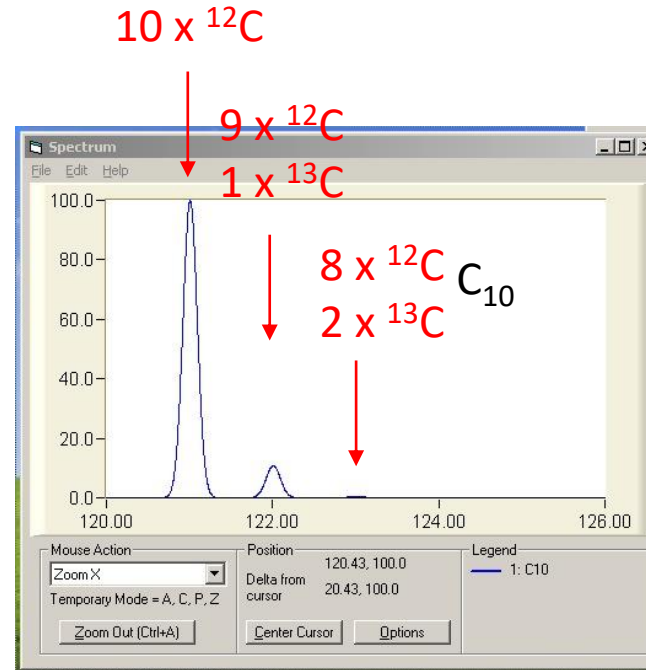 10 x ¹²C
9 x ¹²C
1 x ¹³C
8 x ¹²C
2 x ¹³C
C₁₀
Spectrum
File Edit Help
100.0
80.0
60.0
40.0
20.0
0.0
120.00 122.00 124.00 126.00
Mouse Action
Zoom X
Temporary Mode = A, C, P, Z
Zoom Out (Ctrl+A)
Position
120.43, 100.0
Delta from cursor 20.43, 100.0
Center Cursor Options
Legend
1: C10